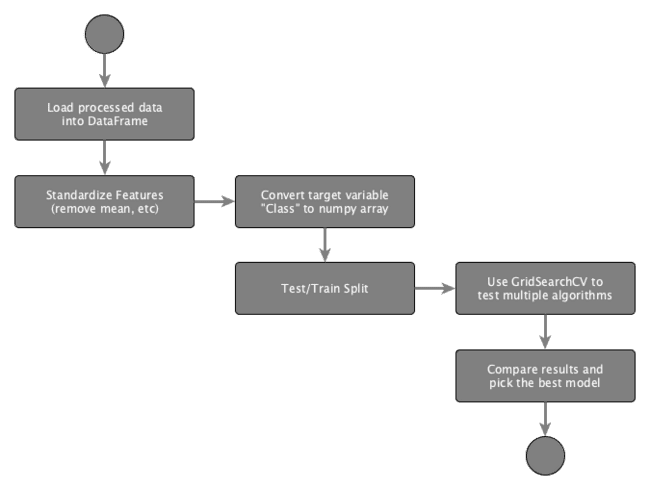 Load processed data
into DataFrame
Standardize Features
(remove mean, etc)
Convert target variable
"Class" to numpy array
Test/Train Split
Use GridSearchCV to
test multiple algorithms
Compare results and
pick the best model